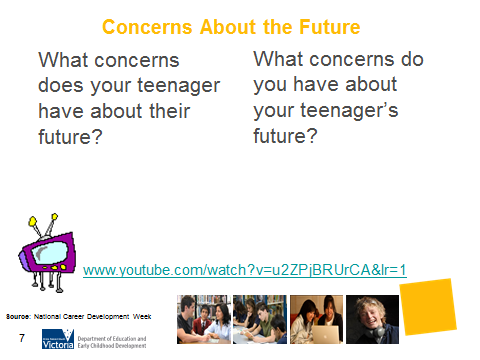 Concerns About the Future
What concerns
does your teenager
have about their
future?
What concerns do
you have about
your teenager's
future?
www.youtube.com/watch?v=u2ZPjBRUrCA&lr=1
Source: National Career Development Week
7
Victoria
Department of Education and
Early Childhood Development